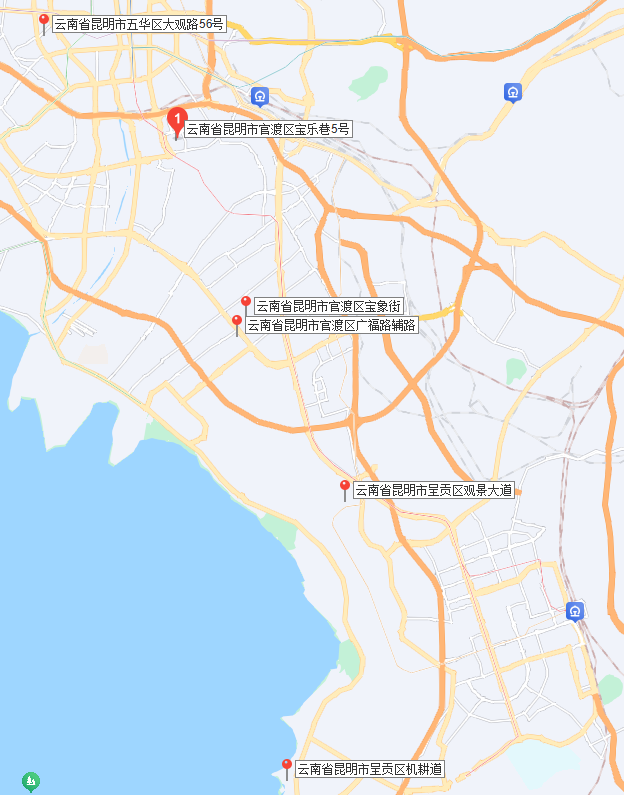 云南省昆明市五华区大观路56号
1
云南省昆明市官渡区宝乐巷5号
云南省昆明市官渡区宝象街
云南省昆明市官渡区广福路辅路
云南省昆明市呈贡区观景大道
云南省昆明市呈贡区机耕道